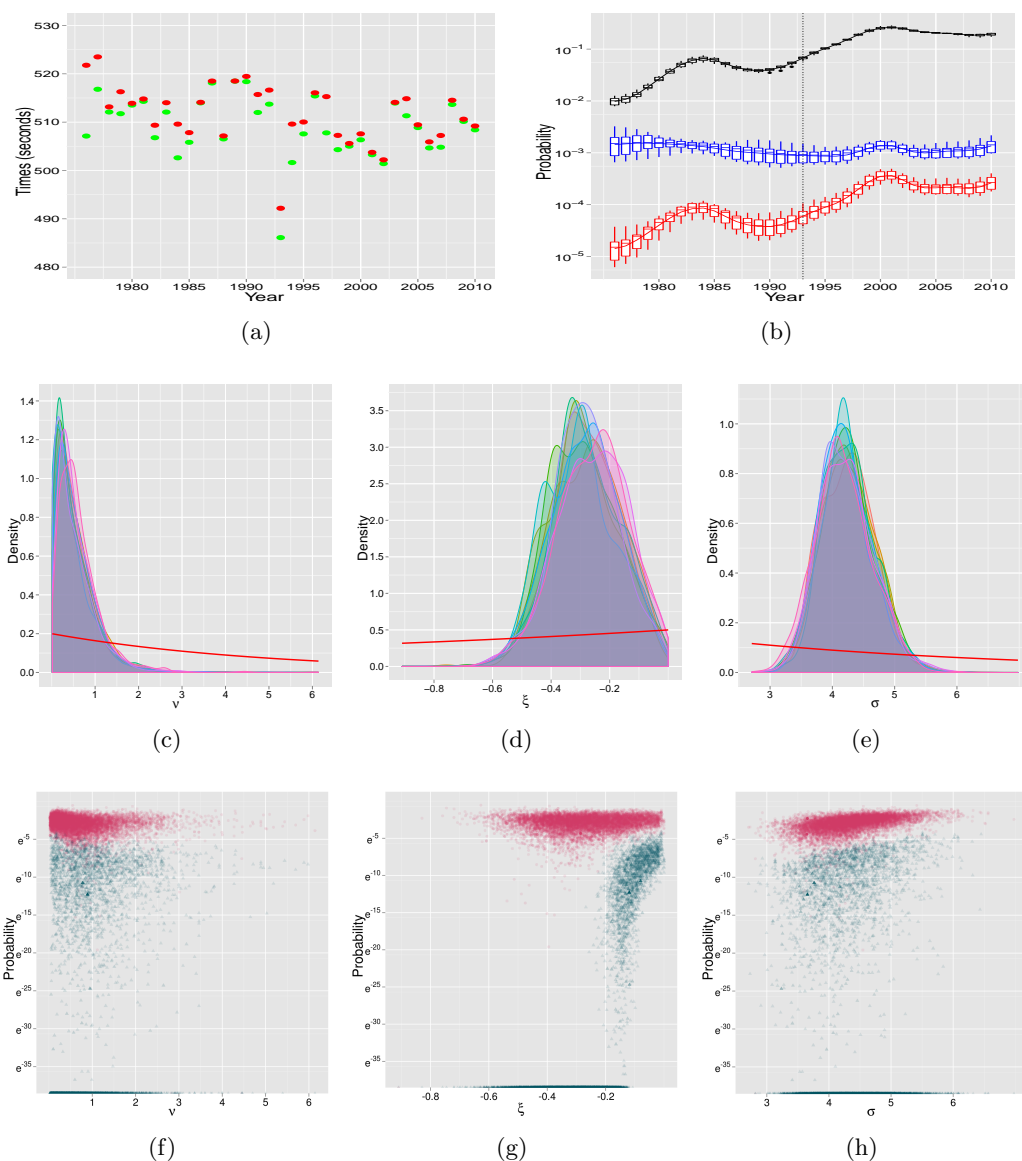 530
520
510
500
490
480
Times (seconds)
1980 1985 1990 1995 2000 2005 2010
Year
(a)
10⁻¹
10⁻²
10⁻³
10⁻⁴
10⁻⁵
Probability
1980 1985 1990 1995 2000 2005 2010
Year
(b)
1.4
1.2
1.0
0.8
0.6
0.4
0.2
0.0
Density
1 2 3 4 5 6
ν
(c)
3.5
3.0
2.5
2.0
1.5
1.0
0.5
0.0
Density
-0.8 -0.6 -0.4 -0.2
ξ
(d)
1.0
0.8
0.6
0.4
0.2
0.0
Density
3 4 5 6
σ
(e)
e⁻⁵
e⁻¹⁰
e⁻¹⁵
e⁻²⁰
e⁻²⁵
e⁻³⁰
e⁻³⁵
Probability
1 2 3 4 5 6
ν
(f)
e⁻⁵
e⁻¹⁰
e⁻¹⁵
e⁻²⁰
e⁻²⁵
e⁻³⁰
e⁻³⁵
Probability
-0.8 -0.6 -0.4 -0.2
ξ
(g)
e⁻⁵
e⁻¹⁰
e⁻¹⁵
e⁻²⁰
e⁻²⁵
e⁻³⁰
e⁻³⁵
Probability
3 4 5 6
σ
(h)